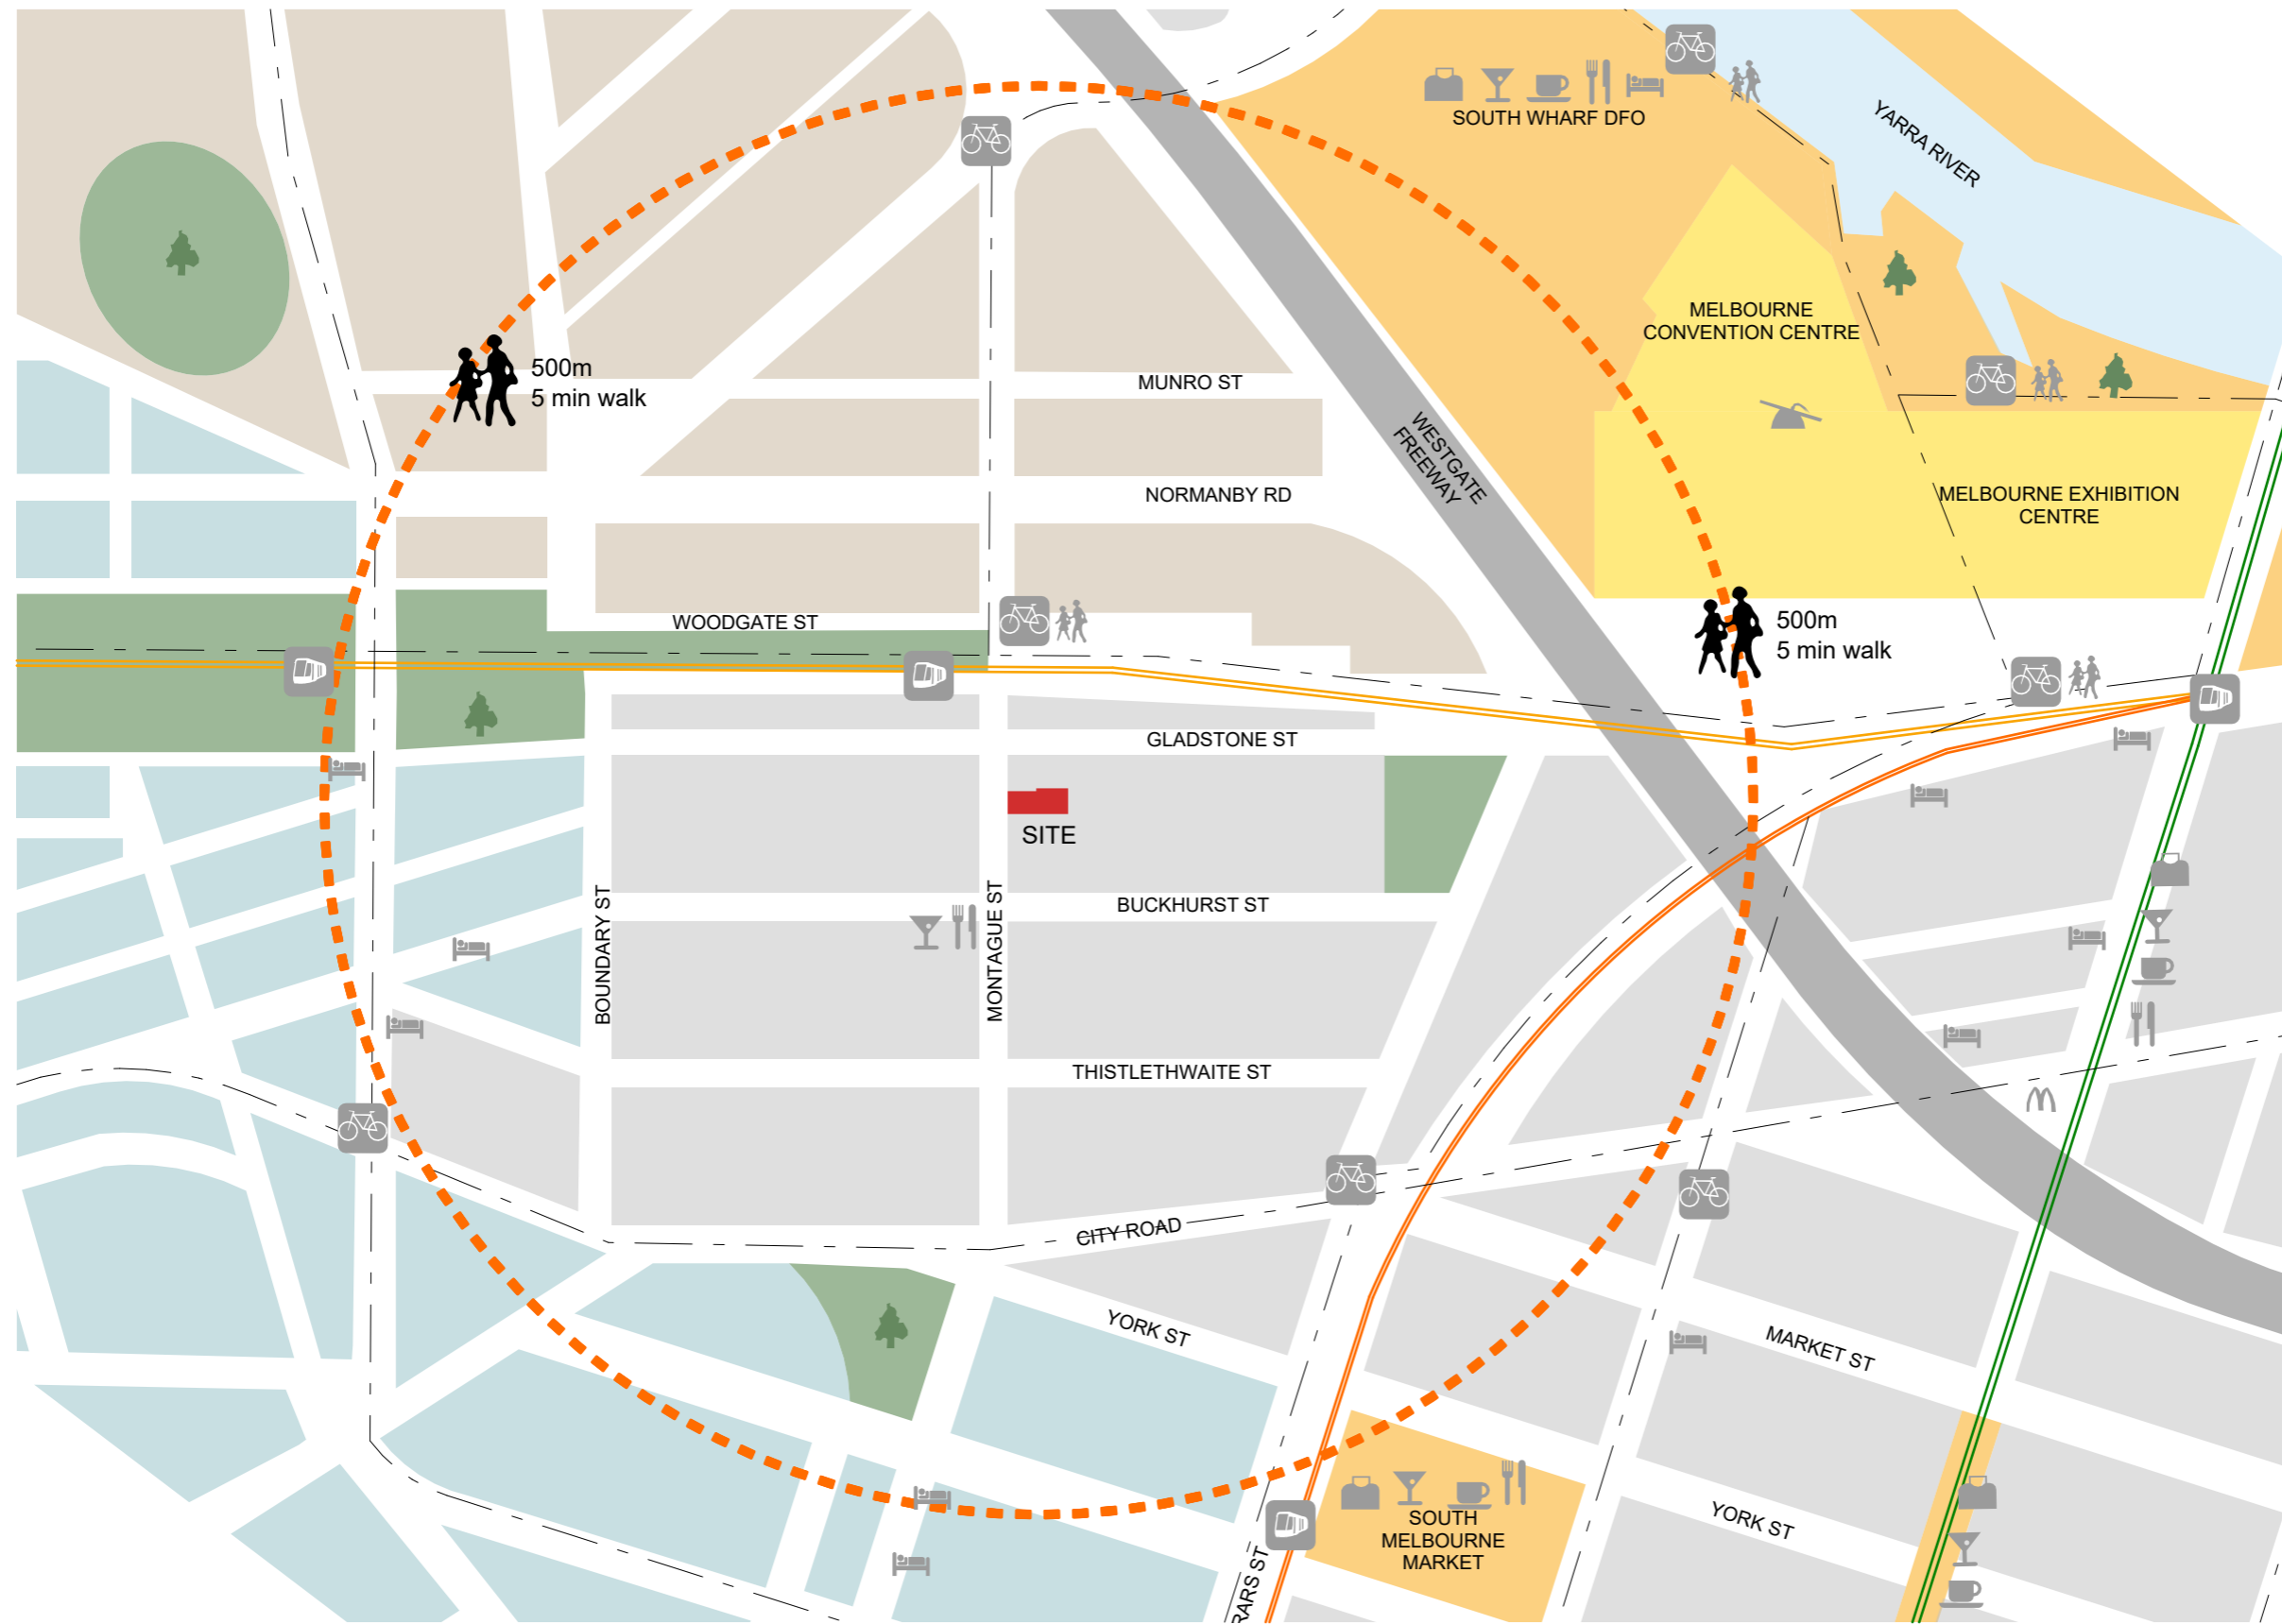 SOUTH WHARF DFO
YARRA RIVER
MELBOURNE
CONVENTION CENTRE
500m
5 min walk
MUNRO ST
WESTGATE
FREEWAY
NORMANBY RD
MELBOURNE EXHIBITION
CENTRE
WOODGATE ST
500m
5 min walk
GLADSTONE ST
SITE
BOUNDARY ST
MONTAGUE ST
BUCKHURST ST
THISTLETHWAITE ST
CITY ROAD
YORK ST
MARKET ST
SOUTH
MELBOURNE
MARKET
YORK ST
RARS ST